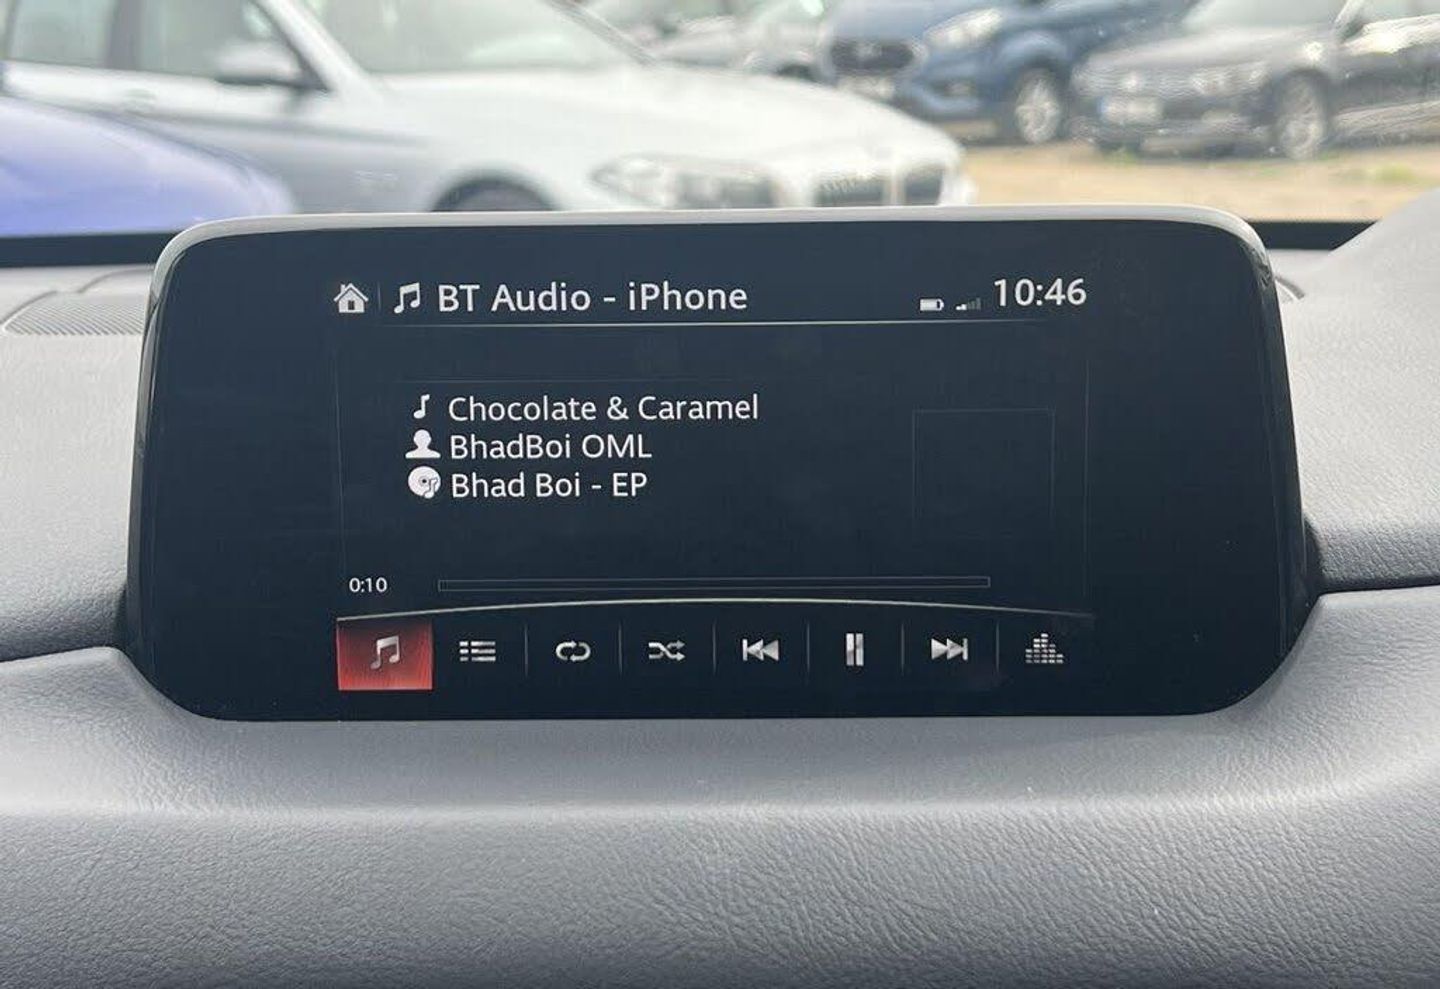 BT Audio - iPhone 10:46
Chocolate & Caramel
BhadBoi OML
Bhad Boi - EP
0:10